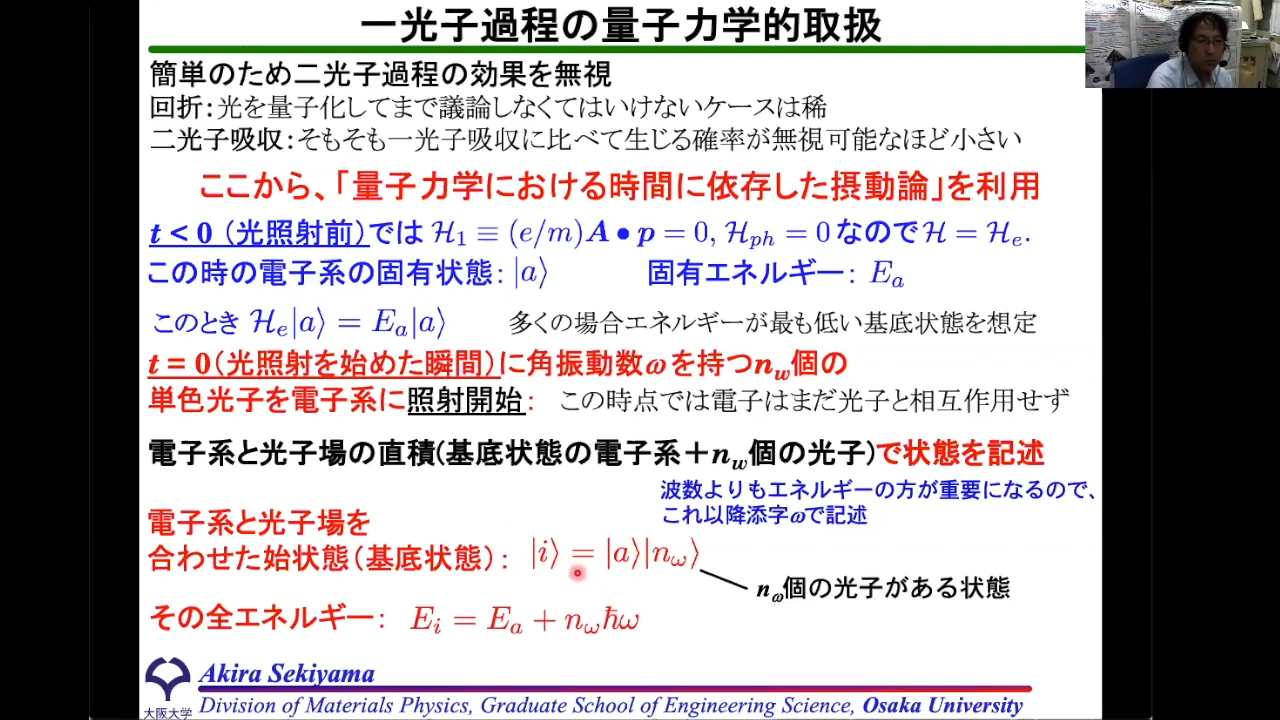 一光子過程の量子力学的取扱
簡単のため二光子過程の効果を無視
回折：光を量子化してまで議論しなくてはいけないケースは稀
二光子吸収：そもそも一光子吸収に比べて生じる確率が無視可能なほど小さい
ここから、「量子力学における時間に依存した摂動論」を利用
t < 0 （光照射前）では ℋ₁ ≡ (e/m)A • p = 0, ℋ_ph = 0 なので ℋ = ℋ_e.
この時の電子系の固有状態：|a⟩ 固有エネルギー： E_a
このとき ℋ_e|a⟩ = E_a|a⟩ 多くの場合エネルギーが最も低い基底状態を想定
t = 0（光照射を始めた瞬間）に角振動数ωを持つn_w個の
単色光子を電子系に照射開始： この時点では電子はまだ光子と相互作用せず
電子系と光子場の直積(基底状態の電子系＋n_w個の光子)で状態を記述
波数よりもエネルギーの方が重要になるので、
これ以降添字ωで記述
電子系と光子場を
合わせた始状態（基底状態）： |i⟩ = |a⟩|n_ω⟩
n_ω個の光子がある状態
その全エネルギー： E_i = E_a + n_ωℏω
Akira Sekiyama
大阪大学
Division of Materials Physics, Graduate School of Engineering Science, Osaka University